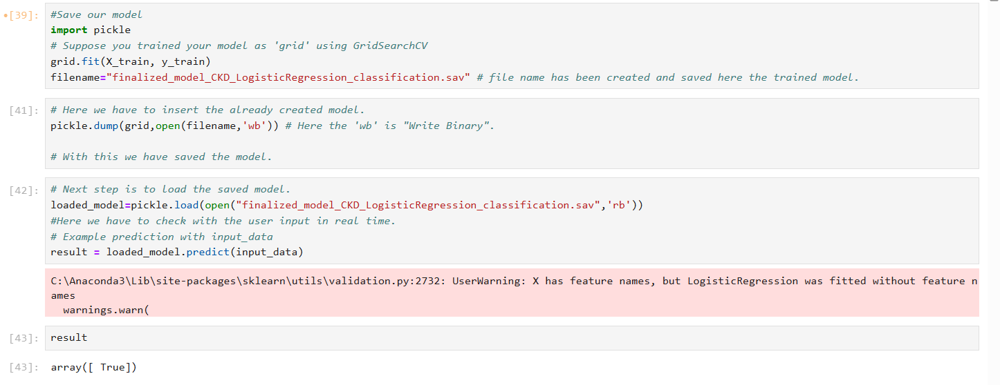 [39]:
#Save our model
import pickle
# Suppose you trained your model as 'grid' using GridSearchCV
grid.fit(X_train, y_train)
filename="finalized_model_CKD_LogisticRegression_classification.sav" # file name has been created and saved here the trained model.
[41]:
# Here we have to insert the already created model.
pickle.dump(grid,open(filename,'wb')) # Here the 'wb' is "Write Binary".
# With this we have saved the model.
[42]:
# Next step is to load the saved model.
loaded_model=pickle.load(open("finalized_model_CKD_LogisticRegression_classification.sav",'rb'))
#Here we have to check with the user input in real time.
# Example prediction with input_data
result = loaded_model.predict(input_data)
C:\Anaconda3\Lib\site-packages\sklearn\utils\validation.py:2732: UserWarning: X has feature names, but LogisticRegression was fitted without feature n
ames
warnings.warn(
[43]:
result
[43]:
array([ True])